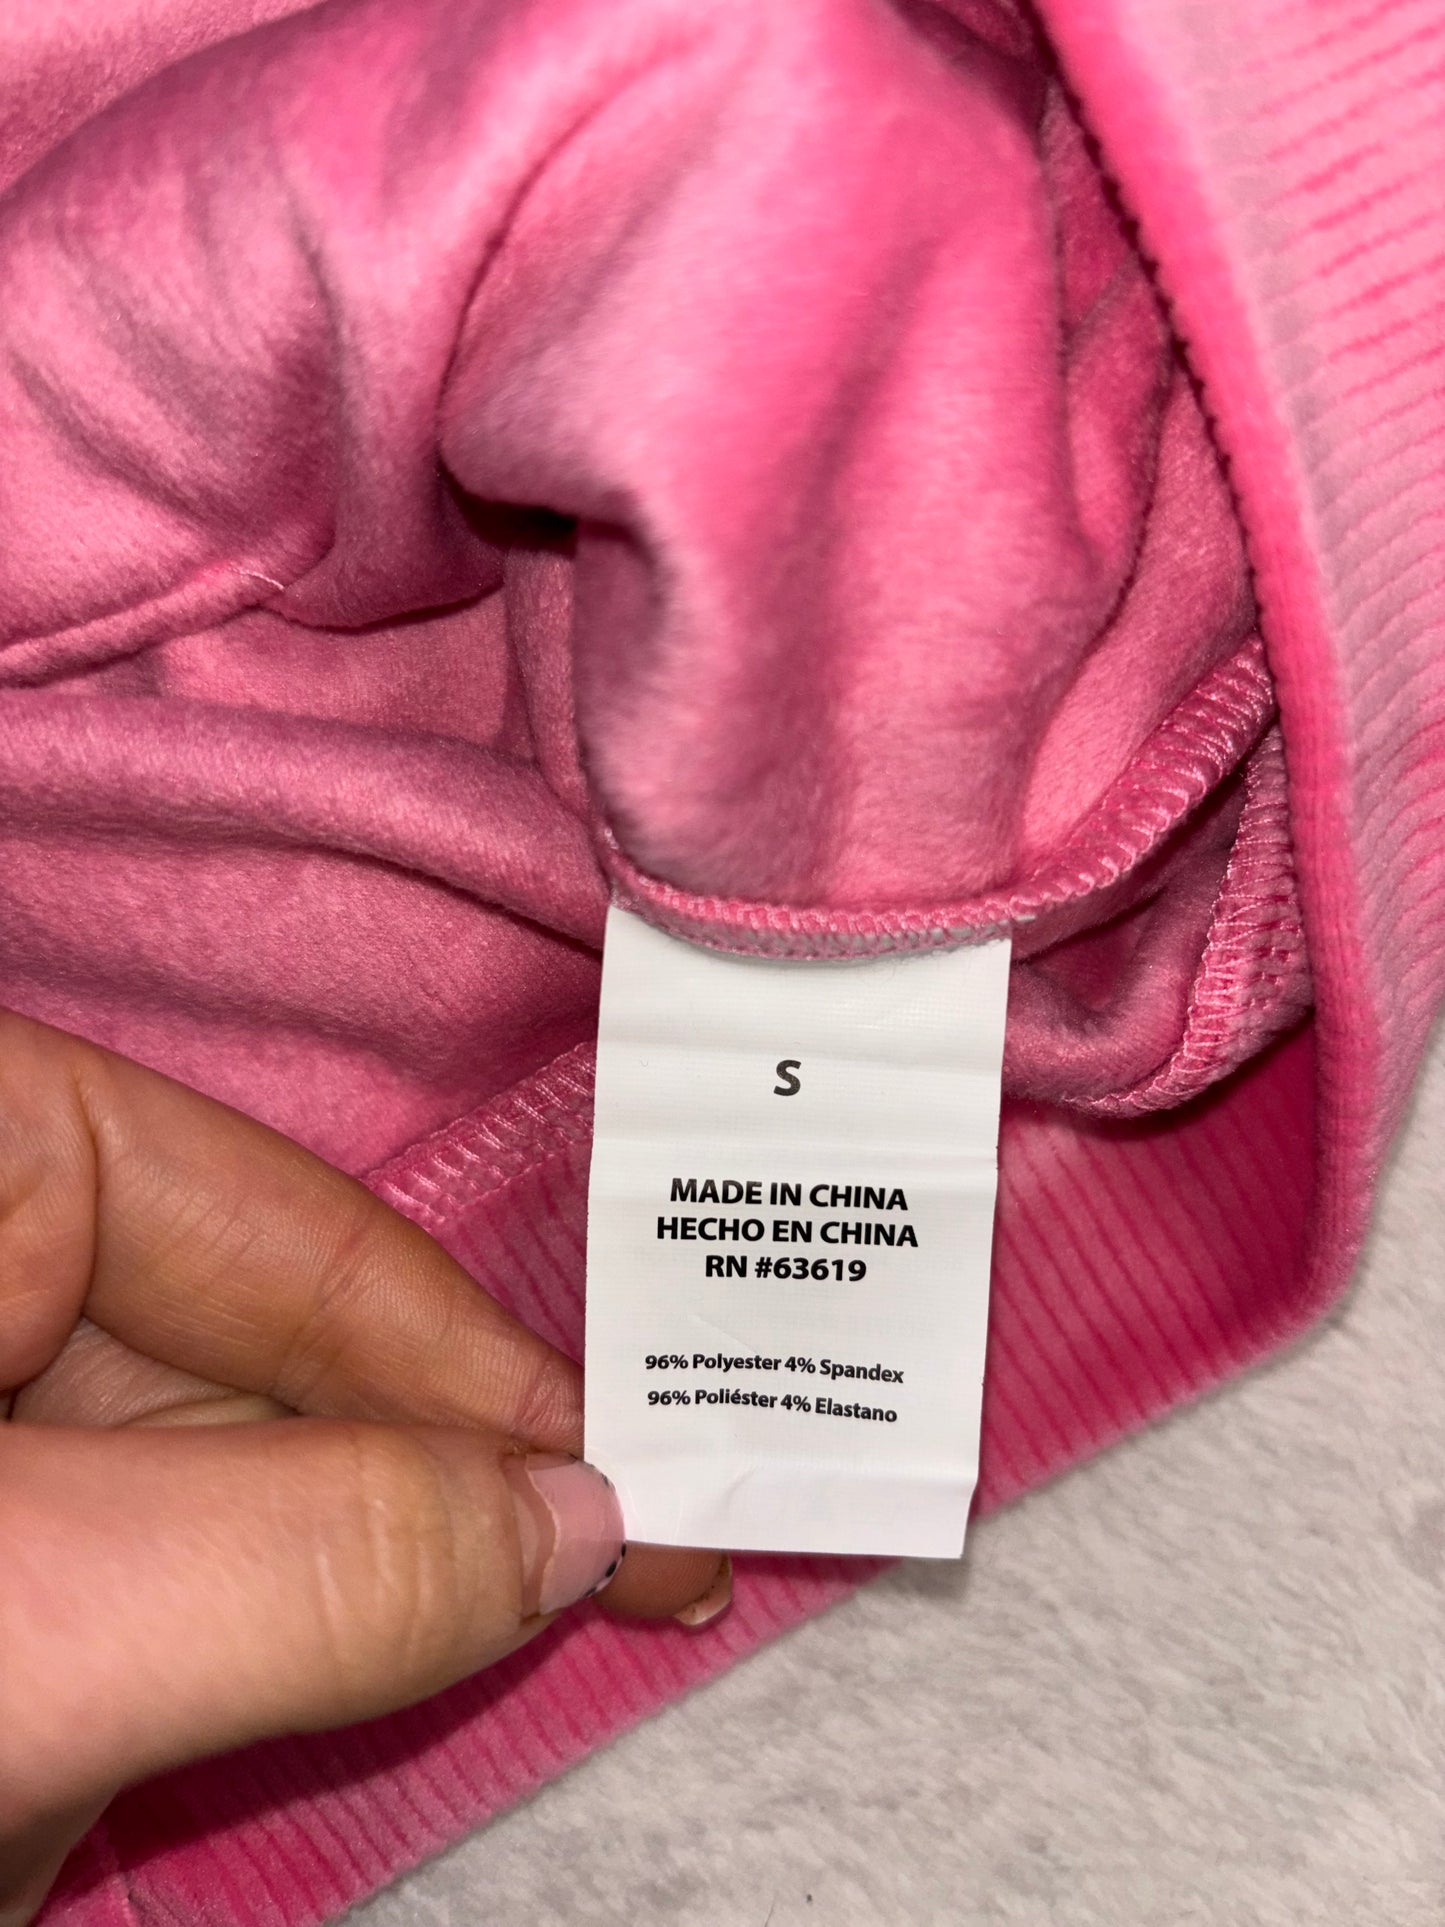 S
MADE IN CHINA
HECHO EN CHINA
RN #63619
96% Polyester 4% Spandex
96% Poliéster 4% Elastano